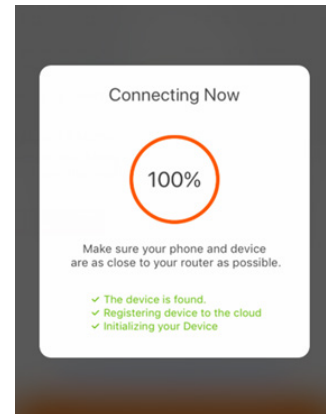 Connecting Now
100%
Make sure your phone and device
are as close to your router as possible.
✓ The device is found.
✓ Registering device to the cloud
✓ Initializing your Device